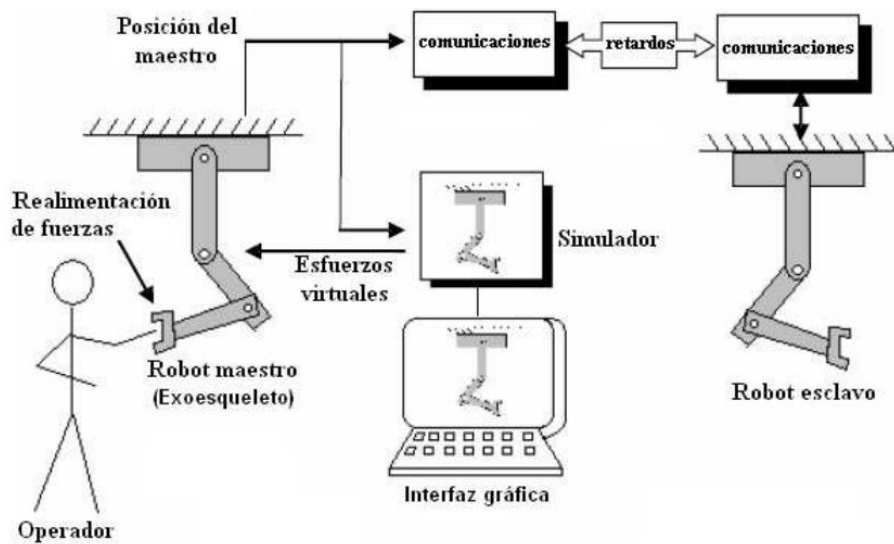 Posición del
maestro
comunicaciones
retardos
comunicaciones
Realimentación
de fuerzas
Simulador
Esfuerzos
virtuales
Robot maestro
(Exoesqueleto)
Robot esclavo
Interfaz gráfica
Operador